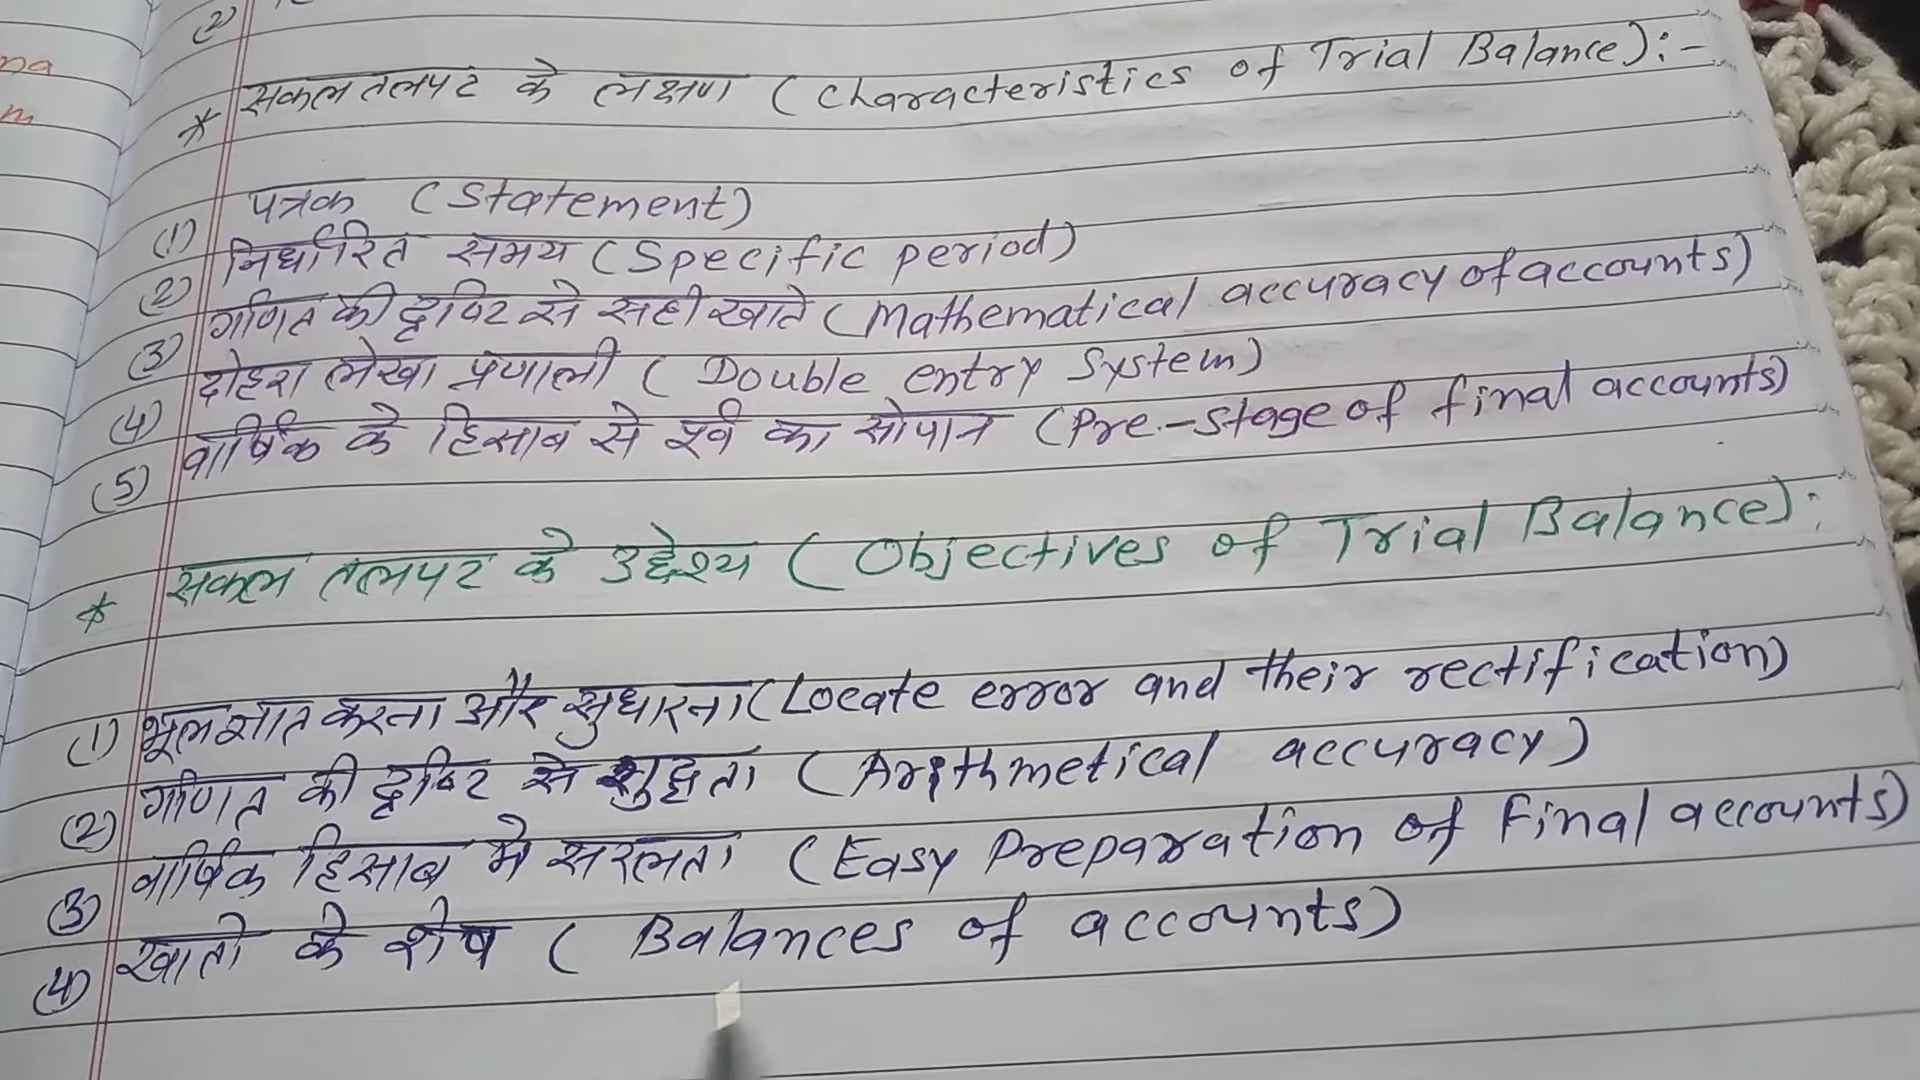 (2)
na
m
* सकल तलपट के लक्षण (Characteristics of Trial Balance):-
(1) पत्रक (Statement)
(2) निर्धारित समय (Specific period)
(3) गणित की दृष्टि से सही खाते (Mathematical accuracy of accounts)
(4) दोहरा लेखा प्रणाली (Double entry System)
(5) वार्षिक के हिसाब से पूर्व का सोपान (Pre-stage of final accounts)
* सकल तलपट के उद्देश्य (Objectives of Trial Balance):
(1) भूल ज्ञात करना और सुधारना (Locate error and their rectification)
(2) गणित की दृष्टि से शुद्धता (Arithmetical accuracy)
(3) वार्षिक हिसाब मे सरलता (Easy Preparation of Final accounts)
(4) खातो के शेष (Balances of accounts)